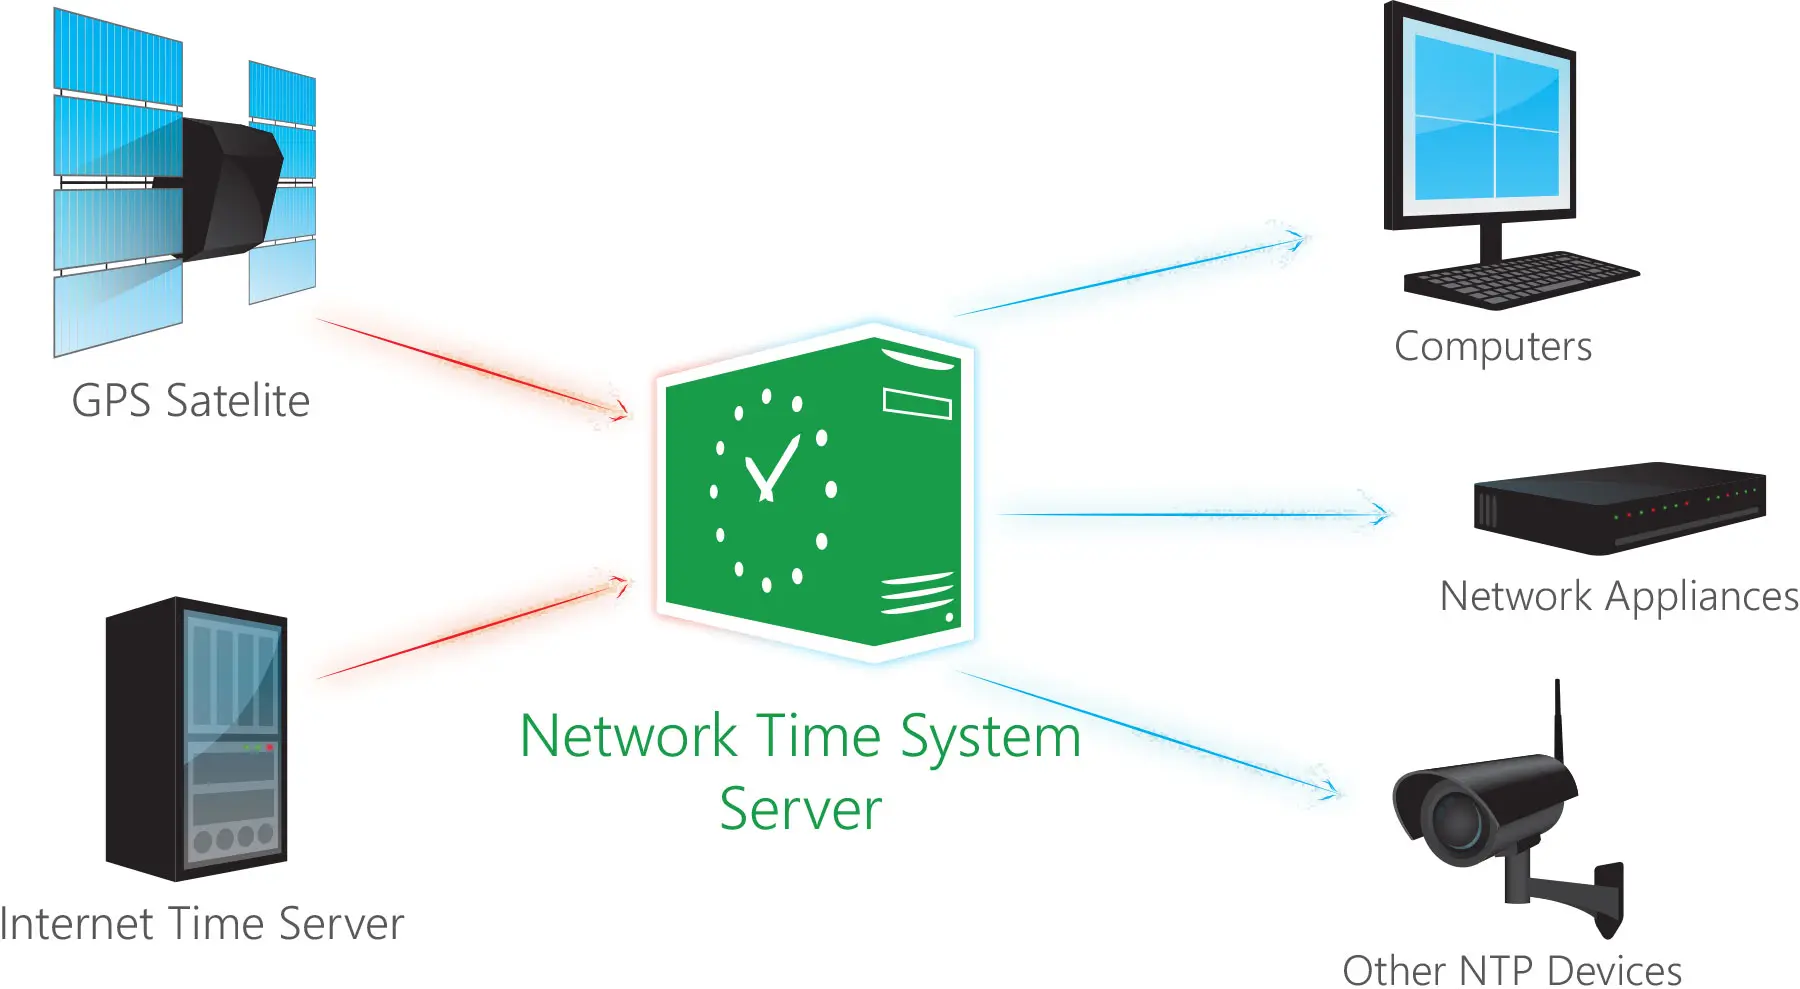 GPS Satelite
Computers
Network Appliances
Network Time System
Server
Internet Time Server
Other NTP Devices